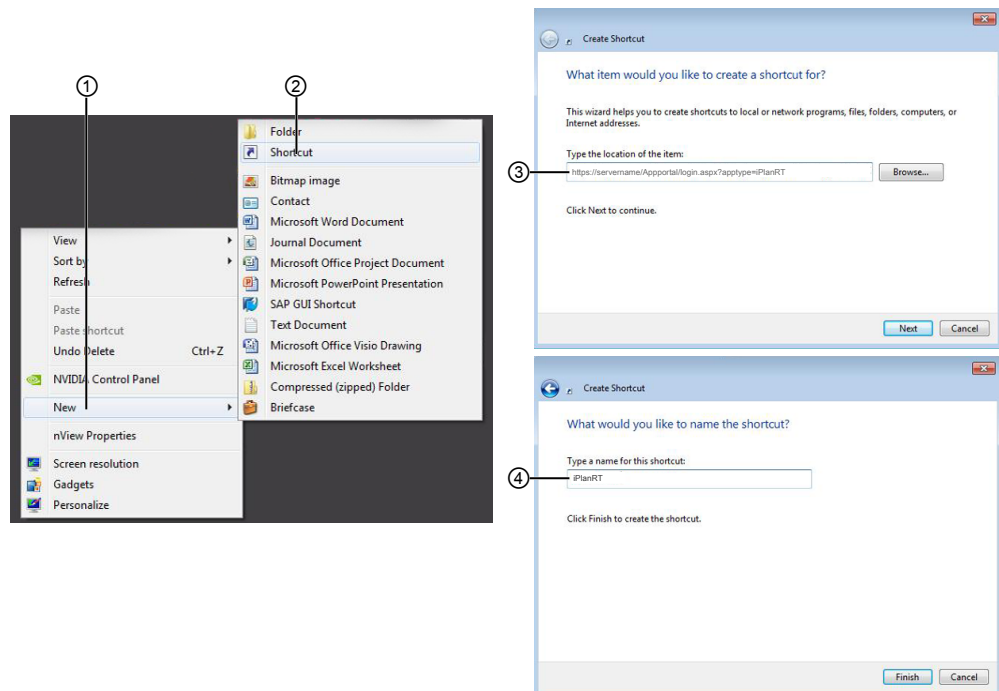 ①
②
Folder
Shortcut
Bitmap image
Contact
Microsoft Word Document
Journal Document
Microsoft Office Project Document
Microsoft PowerPoint Presentation
SAP GUI Shortcut
Text Document
Microsoft Office Visio Drawing
Microsoft Excel Worksheet
Compressed (zipped) Folder
Briefcase
View
Sort by
Refresh
Paste
Paste shortcut
Undo Delete Ctrl+Z
NVIDIA Control Panel
New
nView Properties
Screen resolution
Gadgets
Personalize
Create Shortcut
What item would you like to create a shortcut for?
This wizard helps you to create shortcuts to local or network programs, files, folders, computers, or
Internet addresses.
Type the location of the item:
③
https://servername/Appportal/login.aspx?apptype=iPlanRT
Browse...
Click Next to continue.
Next Cancel
Create Shortcut
What would you like to name the shortcut?
Type a name for this shortcut:
④
iPlanRT
Click Finish to create the shortcut.
Finish Cancel